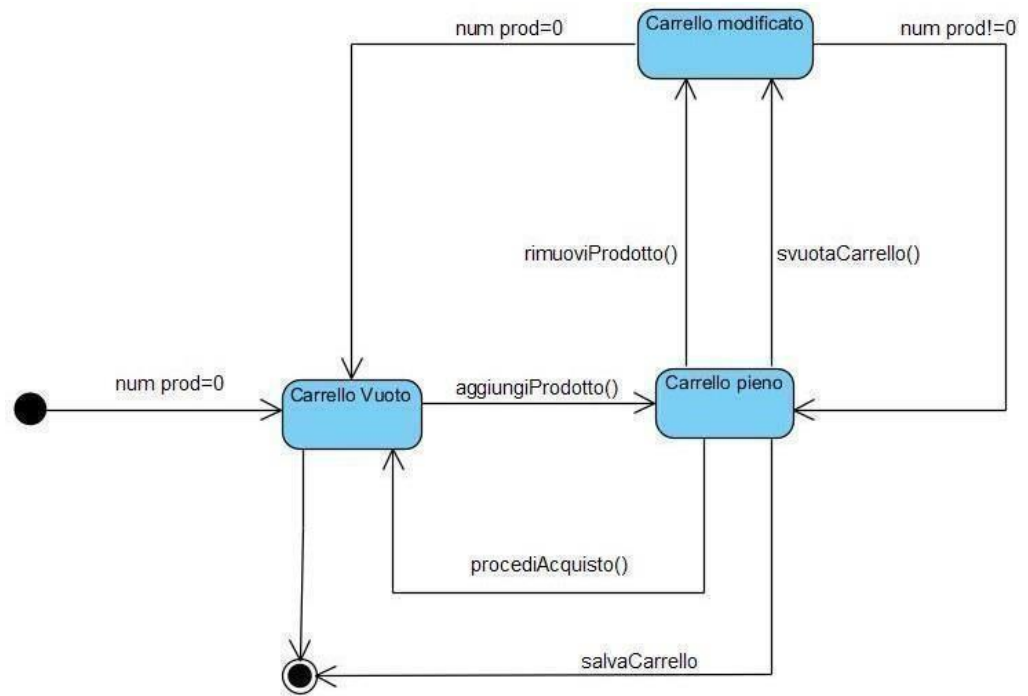 Carrello modificato
num prod=0
num prod!=0
rimuoviProdotto()
svuotaCarrello()
num prod=0
Carrello Vuoto
aggiungiProdotto()
Carrello pieno
procediAcquisto()
salvaCarrello